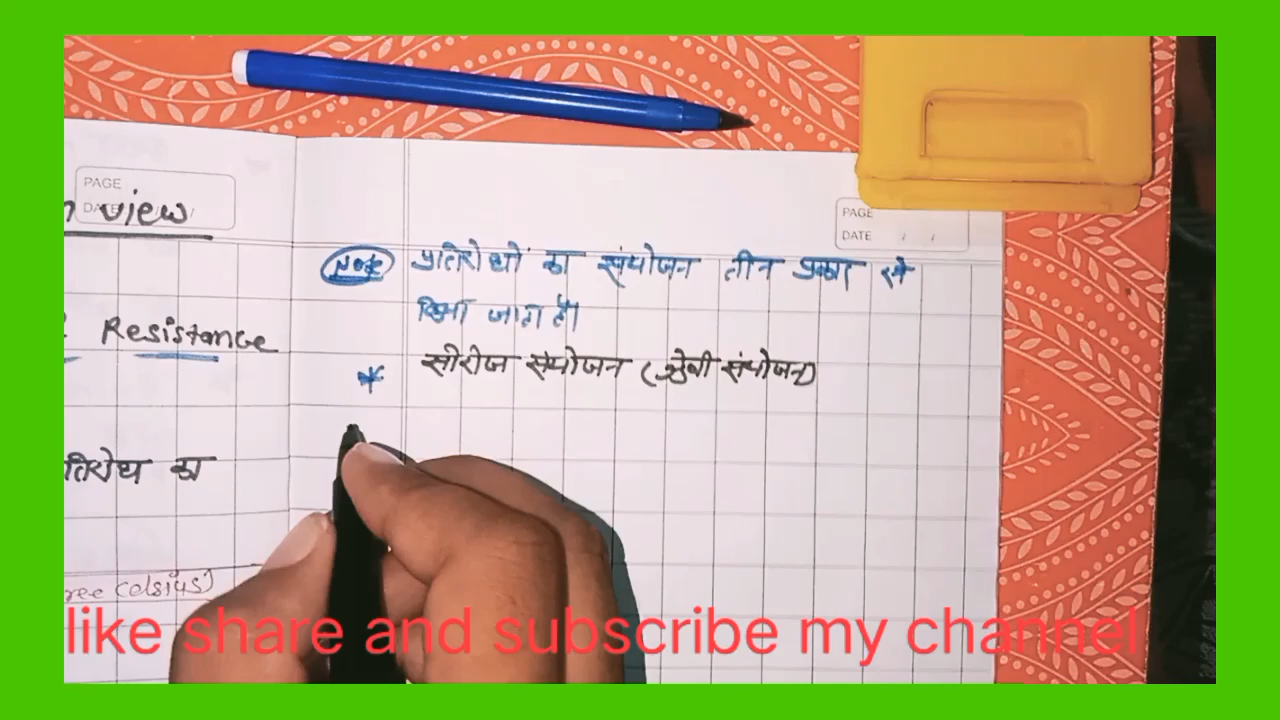 PAGE
DATE / /
n view
Resistance
तिरोध का
ree Celsius)
PAGE
DATE / /
Note प्रतिरोधों का संयोजन तीन प्रकार से
किया जाता है।
* सीरीज संयोजन (श्रेणी संयोजन)
like share and subscribe my channel